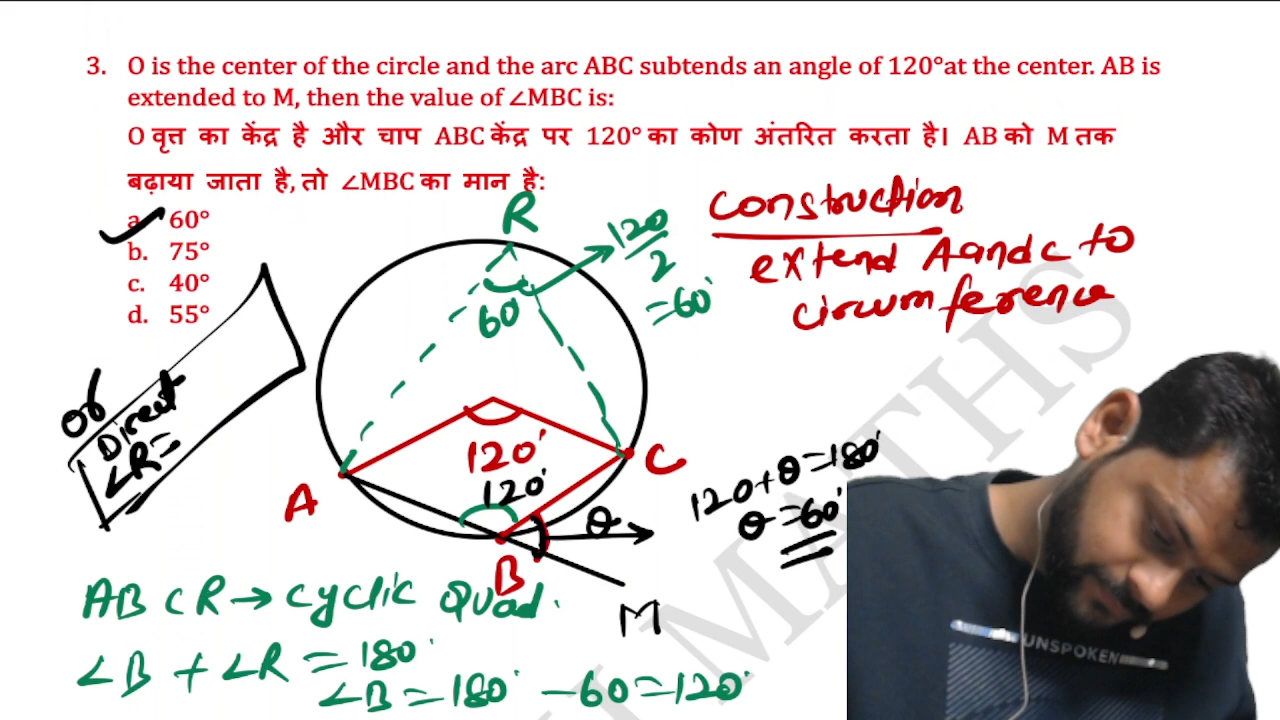 3. O is the center of the circle and the arc ABC subtends an angle of 120°at the center. AB is
extended to M, then the value of ∠MBC is:
O वृत्त का केंद्र है और चाप ABC केंद्र पर 120° का कोण अंतरित करता है। AB को M तक
बढ़ाया जाता है, तो ∠MBC का मान है:
a. 60°
b. 75°
c. 40°
d. 55°
construction
extend A and C to
circumference
R
120/2
=60°
60
or
Direct
∠R=
120°
120°
A
C
B
M
θ
120+θ=180°
θ=60°
ABCR→cyclic Quad.
∠B + ∠R = 180°
∠B = 180° - 60 = 120°
MATHS
UNSPOKEN